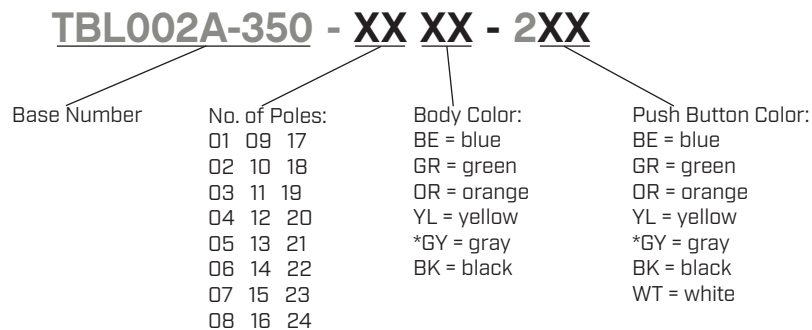 TBL002A-350 - XX XX - 2XX
Base Number
No. of Poles:
01 09 17
02 10 18
03 11 19
04 12 20
05 13 21
06 14 22
07 15 23
08 16 24
Body Color:
BE = blue
GR = green
OR = orange
YL = yellow
*GY = gray
BK = black
Push Button Color:
BE = blue
GR = green
OR = orange
YL = yellow
*GY = gray
BK = black
WT = white